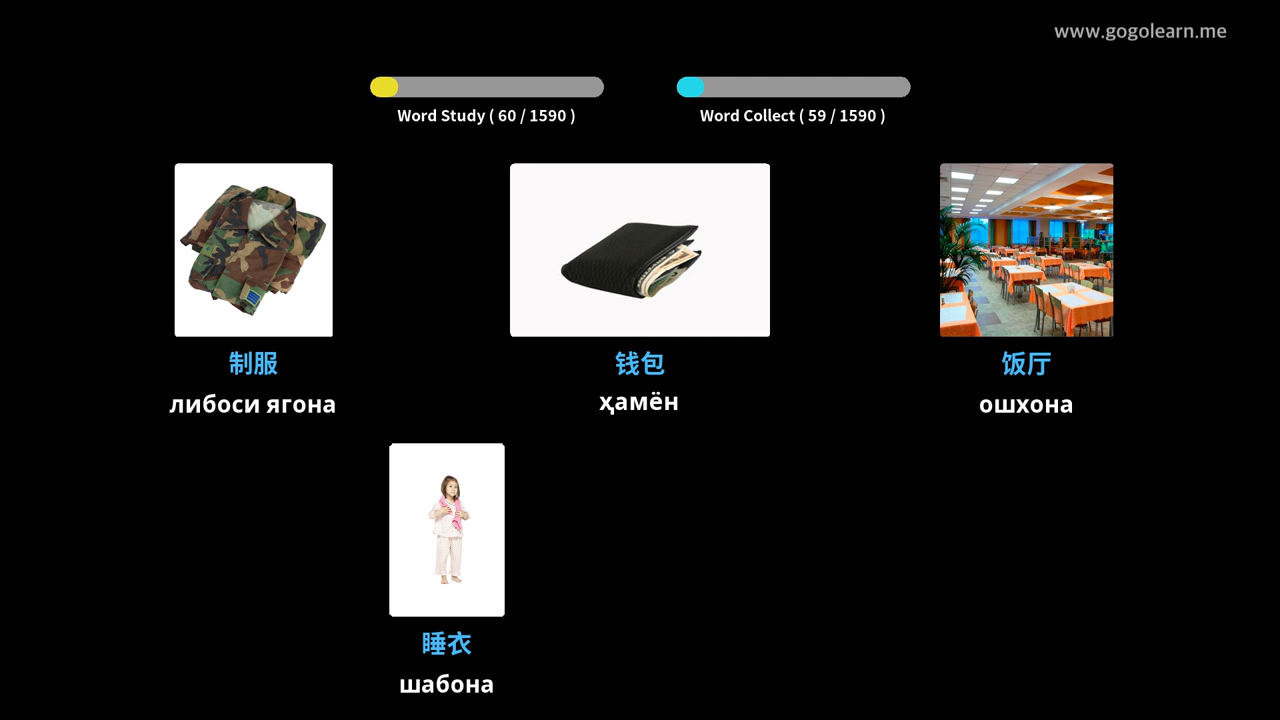 www.gogolearn.me
Word Study ( 60 / 1590 )
Word Collect ( 59 / 1590 )
制服
либоси ягона
钱包
ҳамён
饭厅
ошхона
睡衣
шабона